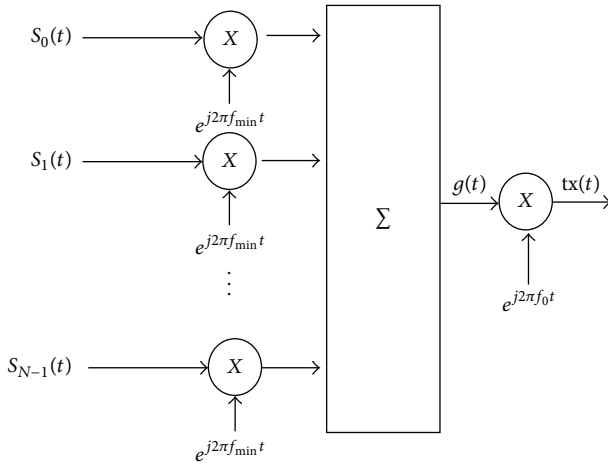 S_0(t)
X
e^{j2πf_min t}
S_1(t)
X
e^{j2πf_min t}
⋮
S_{N−1}(t)
X
e^{j2πf_min t}
Σ
g(t)
X
tx(t)
e^{j2πf_0 t}